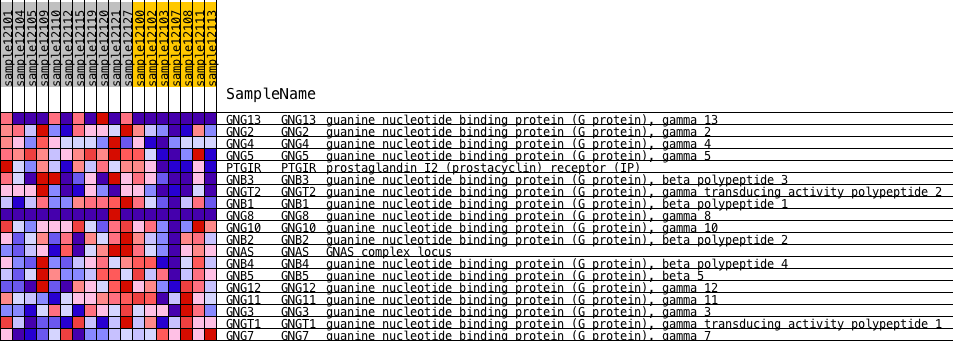 sample12101
sample12104
sample12105
sample12109
sample12110
sample12112
sample12115
sample12119
sample12120
sample12121
sample12127
sample12100
sample12102
sample12103
sample12107
sample12108
sample12111
sample12113
SampleName
GNG13 GNG13 guanine nucleotide binding protein (G protein), gamma 13
GNG2 GNG2 guanine nucleotide binding protein (G protein), gamma 2
GNG4 GNG4 guanine nucleotide binding protein (G protein), gamma 4
GNG5 GNG5 guanine nucleotide binding protein (G protein), gamma 5
PTGIR PTGIR prostaglandin I2 (prostacyclin) receptor (IP)
GNB3 GNB3 guanine nucleotide binding protein (G protein), beta polypeptide 3
GNGT2 GNGT2 guanine nucleotide binding protein (G protein), gamma transducing activity polypeptide 2
GNB1 GNB1 guanine nucleotide binding protein (G protein), beta polypeptide 1
GNG8 GNG8 guanine nucleotide binding protein (G protein), gamma 8
GNG10 GNG10 guanine nucleotide binding protein (G protein), gamma 10
GNB2 GNB2 guanine nucleotide binding protein (G protein), beta polypeptide 2
GNAS GNAS GNAS complex locus
GNB4 GNB4 guanine nucleotide binding protein (G protein), beta polypeptide 4
GNB5 GNB5 guanine nucleotide binding protein (G protein), beta 5
GNG12 GNG12 guanine nucleotide binding protein (G protein), gamma 12
GNG11 GNG11 guanine nucleotide binding protein (G protein), gamma 11
GNG3 GNG3 guanine nucleotide binding protein (G protein), gamma 3
GNGT1 GNGT1 guanine nucleotide binding protein (G protein), gamma transducing activity polypeptide 1
GNG7 GNG7 guanine nucleotide binding protein (G protein), gamma 7